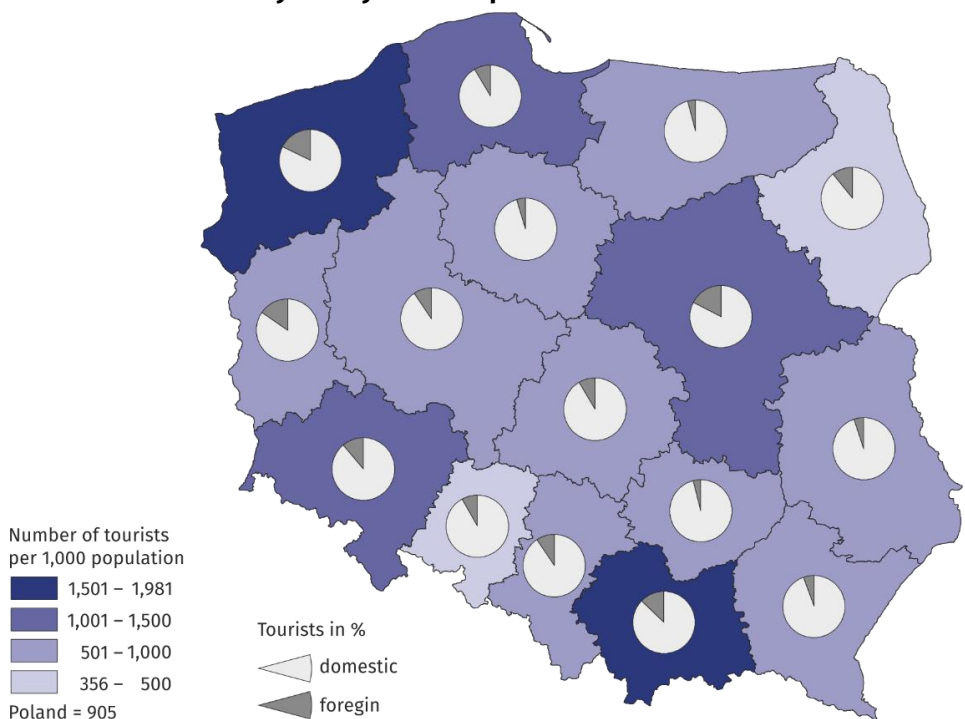 Number of tourists
per 1,000 population
1,501 – 1,981
1,001 – 1,500
501 – 1,000
356 – 500
Poland = 905
Tourists in %
domestic
foregin